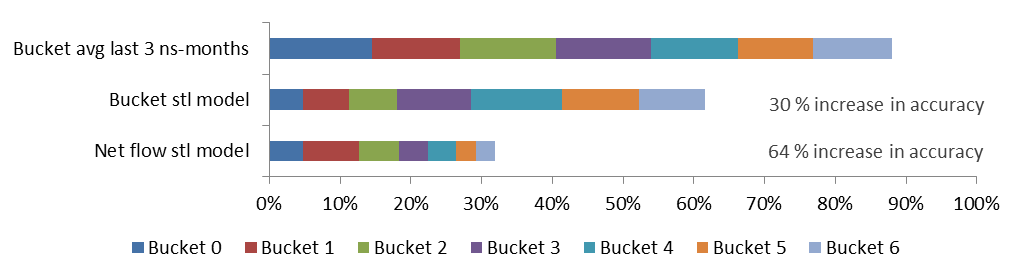 Bucket avg last 3 ns-months
Bucket stl model
30 % increase in accuracy
Net flow stl model
64 % increase in accuracy
0% 10% 20% 30% 40% 50% 60% 70% 80% 90% 100%
Bucket 0 Bucket 1 Bucket 2 Bucket 3 Bucket 4 Bucket 5 Bucket 6